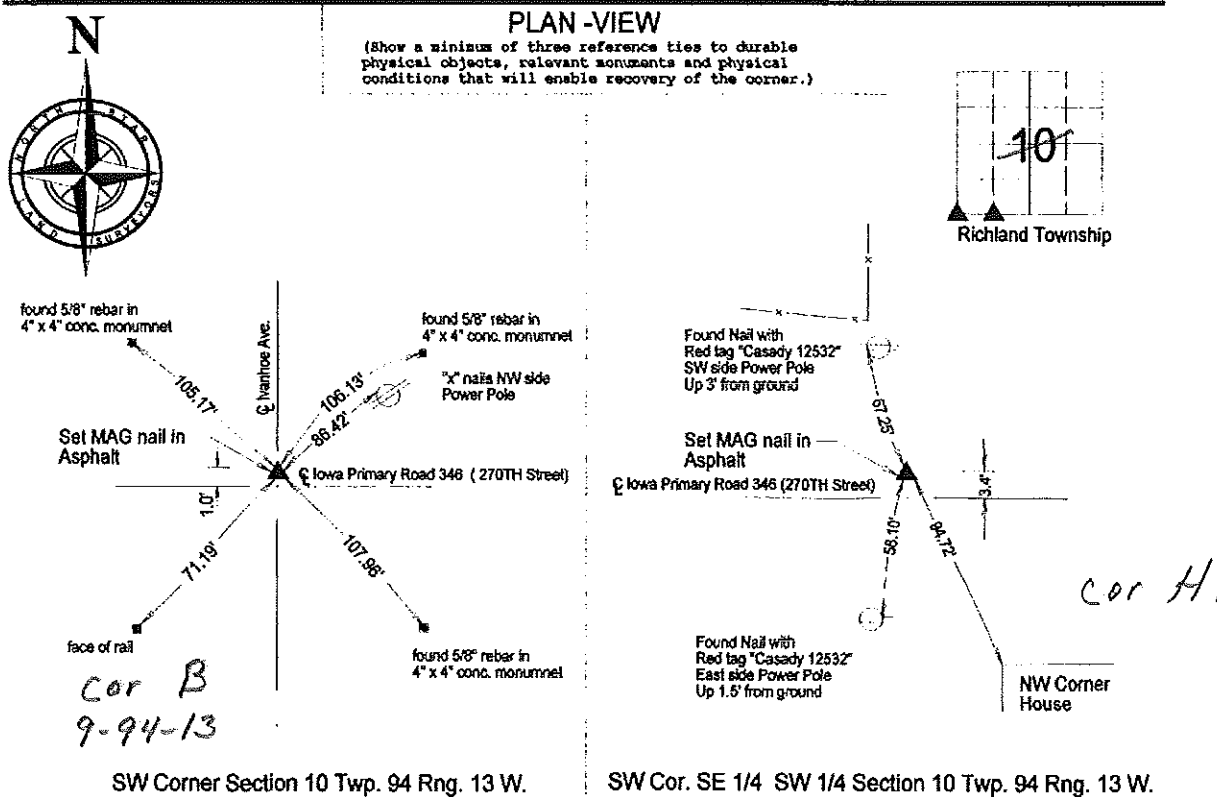 PLAN -VIEW
(Show a minimum of three reference ties to durable
physical objects, relevant monuments and physical
conditions that will enable recovery of the corner.)
N
NORTH STAR
LAND SURVEYORS
10
Richland Township
found 5/8" rebar in
4" x 4" conc. monumnet
105.17'
℄ Ivanhoe Ave.
found 5/8" rebar in
4" x 4" conc. monumnet
106.13'
"x" nails NW side
Power Pole
86.42'
Set MAG nail in
Asphalt
1.0'
℄ Iowa Primary Road 346 ( 270TH Street)
71.19'
107.96'
face of rail
found 5/8" rebar in
4" x 4" conc. monumnet
cor B
9-94-13
SW Corner Section 10 Twp. 94 Rng. 13 W.
Found Nail with
Red tag "Casady 12532"
SW side Power Pole
Up 3' from ground
67.25'
Set MAG nail in
Asphalt
℄ Iowa Primary Road 346 (270TH Street)
3.4'
58.10'
94.72'
cor H.
Found Nail with
Red tag "Casady 12532"
East side Power Pole
Up 1.5' from ground
NW Corner
House
SW Cor. SE 1/4 SW 1/4 Section 10 Twp. 94 Rng. 13 W.